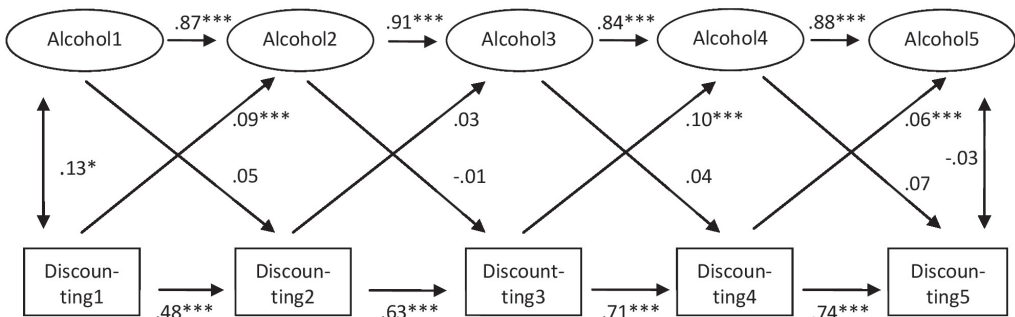 .87***
.91***
.84***
.88***
Alcohol1
Alcohol2
Alcohol3
Alcohol4
Alcohol5
.09***
.03
.10***
.06***
.13*
.05
-.01
.04
.07
-.03
Discoun-
ting1
Discoun-
ting2
Discount-
ting3
Discoun-
ting4
Discoun-
ting5
.48***
.63***
.71***
.74***